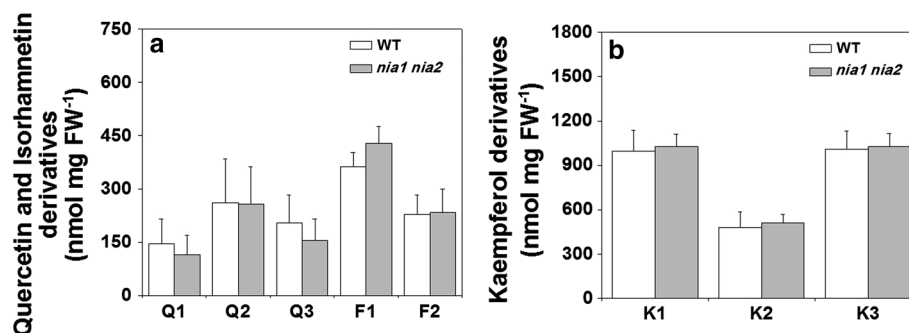 Quercetin and Isorhamnetin
derivatives
(nmol mg FW⁻¹)
750
600
450
300
150
0
a
WT
nia1 nia2
Q1 Q2 Q3 F1 F2
Kaempferol derivatives
(nmol mg FW⁻¹)
1800
1500
1200
900
600
300
0
b
WT
nia1 nia2
K1 K2 K3